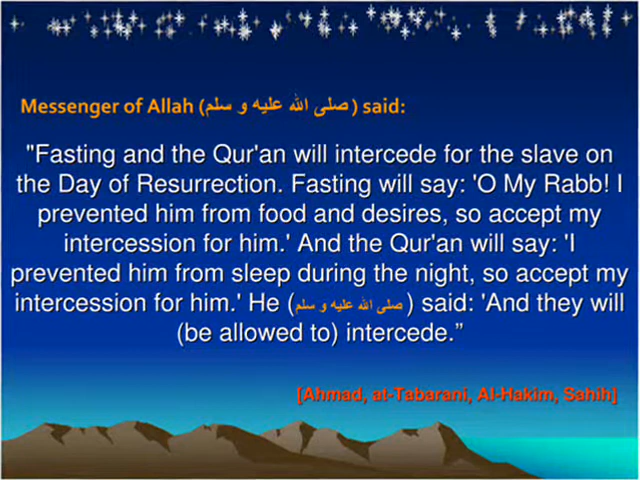 Messenger of Allah (صلى الله عليه و سلم) said:
"Fasting and the Qur'an will intercede for the slave on
the Day of Resurrection. Fasting will say: 'O My Rabb! I
prevented him from food and desires, so accept my
intercession for him.' And the Qur'an will say: 'I
prevented him from sleep during the night, so accept my
intercession for him.' He (صلى الله عليه و سلم) said: 'And they will
(be allowed to) intercede.”
[Ahmad, at-Tabarani, Al-Hakim, Sahih]